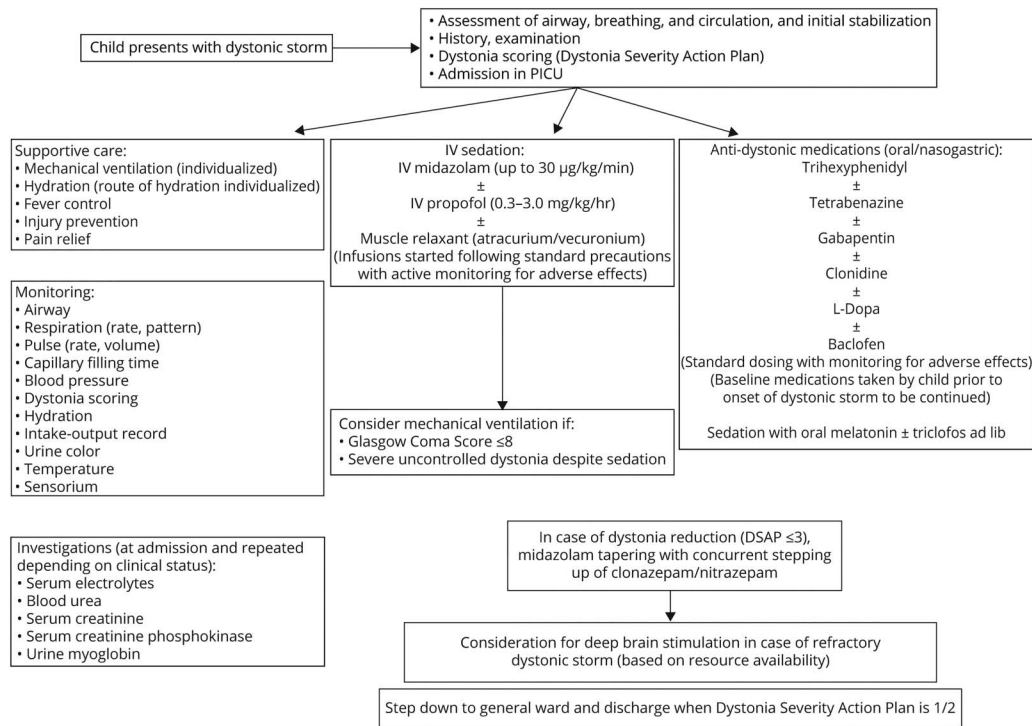 Child presents with dystonic storm
• Assessment of airway, breathing, and circulation, and initial stabilization
• History, examination
• Dystonia scoring (Dystonia Severity Action Plan)
• Admission in PICU
Supportive care:
• Mechanical ventilation (individualized)
• Hydration (route of hydration individualized)
• Fever control
• Injury prevention
• Pain relief
Monitoring:
• Airway
• Respiration (rate, pattern)
• Pulse (rate, volume)
• Capillary filling time
• Blood pressure
• Dystonia scoring
• Hydration
• Intake-output record
• Urine color
• Temperature
• Sensorium
Investigations (at admission and repeated
depending on clinical status):
• Serum electrolytes
• Blood urea
• Serum creatinine
• Serum creatinine phosphokinase
• Urine myoglobin
IV sedation:
IV midazolam (up to 30 µg/kg/min)
±
IV propofol (0.3–3.0 mg/kg/hr)
±
Muscle relaxant (atracurium/vecuronium)
(Infusions started following standard precautions
with active monitoring for adverse effects)
Consider mechanical ventilation if:
• Glasgow Coma Score ≤8
• Severe uncontrolled dystonia despite sedation
Anti-dystonic medications (oral/nasogastric):
Trihexyphenidyl
±
Tetrabenazine
±
Gabapentin
±
Clonidine
±
L-Dopa
±
Baclofen
(Standard dosing with monitoring for adverse effects)
(Baseline medications taken by child prior to
onset of dystonic storm to be continued)
Sedation with oral melatonin ± triclofos ad lib
In case of dystonia reduction (DSAP ≤3),
midazolam tapering with concurrent stepping
up of clonazepam/nitrazepam
Consideration for deep brain stimulation in case of refractory
dystonic storm (based on resource availability)
Step down to general ward and discharge when Dystonia Severity Action Plan is 1/2